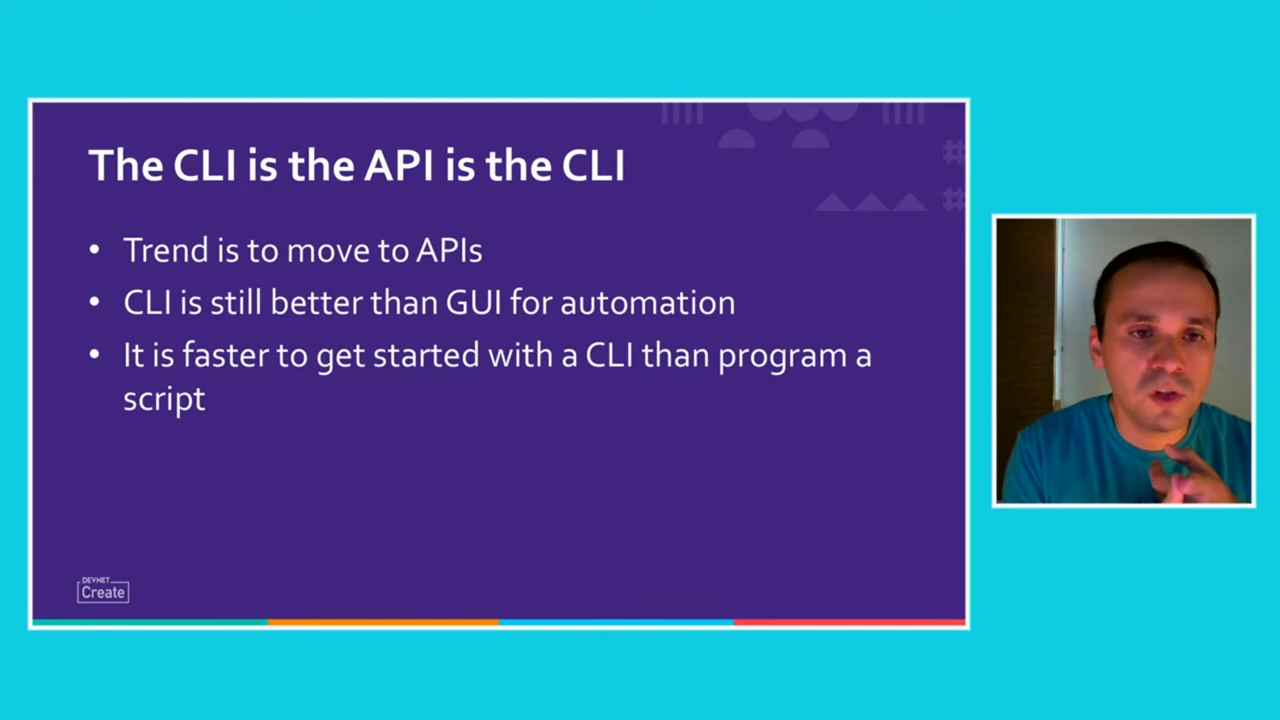 The CLI is the API is the CLI
• Trend is to move to APIs
• CLI is still better than GUI for automation
• It is faster to get started with a CLI than program a
script
DEVNET
Create